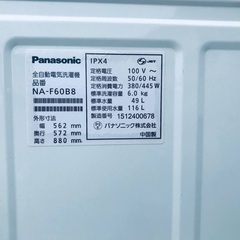 Panasonic
全自動電気洗濯機
品番
NA-F60B8
外形寸法
幅 562 mm
奥行 572 mm
高さ 880 mm
IPX4
JET
定格電圧 100 V～
定格周波数 50/60 Hz
定格消費電力 380/445 W
標準洗濯容量 6.0 kg
標準水量 49 L
標準使用水量 116 L
製造番号 1512400678
パナソニック株式会社
中国製